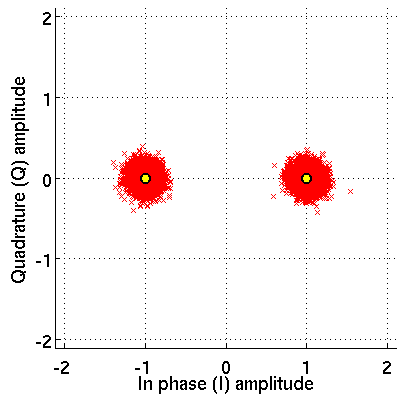 2
1
0
-1
-2
Quadrature (Q) amplitude
-2 -1 0 1 2
In phase (I) amplitude